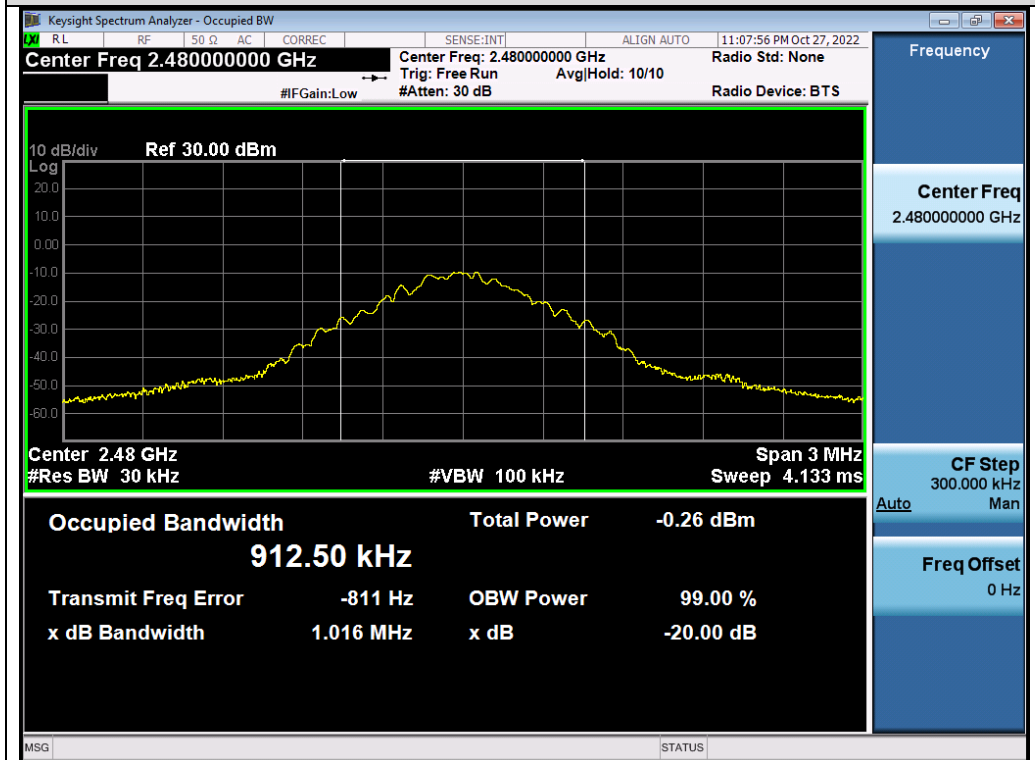 Keysight Spectrum Analyzer - Occupied BW
LXI RL RF 50 Ω AC CORREC SENSE:INT ALIGN AUTO 11:07:56 PM Oct 27, 2022
Center Freq 2.480000000 GHz
Center Freq: 2.480000000 GHz
Radio Std: None
Trig: Free Run Avg|Hold: 10/10
#IFGain:Low
#Atten: 30 dB
Radio Device: BTS
10 dB/div Ref 30.00 dBm
Log
20.0
10.0
0.00
-10.0
-20.0
-30.0
-40.0
-50.0
-60.0
Center 2.48 GHz Span 3 MHz
#Res BW 30 kHz #VBW 100 kHz Sweep 4.133 ms
Occupied Bandwidth Total Power -0.26 dBm
912.50 kHz
Transmit Freq Error -811 Hz OBW Power 99.00 %
x dB Bandwidth 1.016 MHz x dB -20.00 dB
Frequency
Center Freq
2.480000000 GHz
CF Step
300.000 kHz
Auto Man
Freq Offset
0 Hz
MSG STATUS